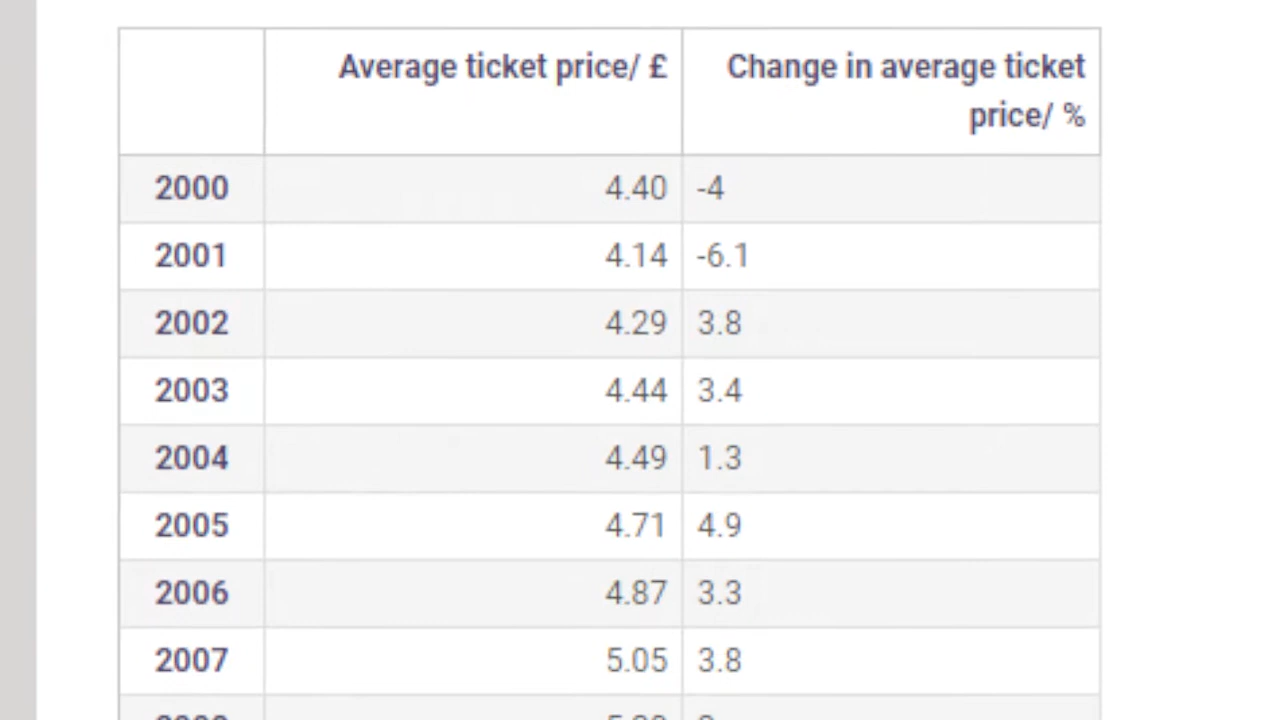 Average ticket price/ £ Change in average ticket
price/ %
2000 4.40 -4
2001 4.14 -6.1
2002 4.29 3.8
2003 4.44 3.4
2004 4.49 1.3
2005 4.71 4.9
2006 4.87 3.3
2007 5.05 3.8